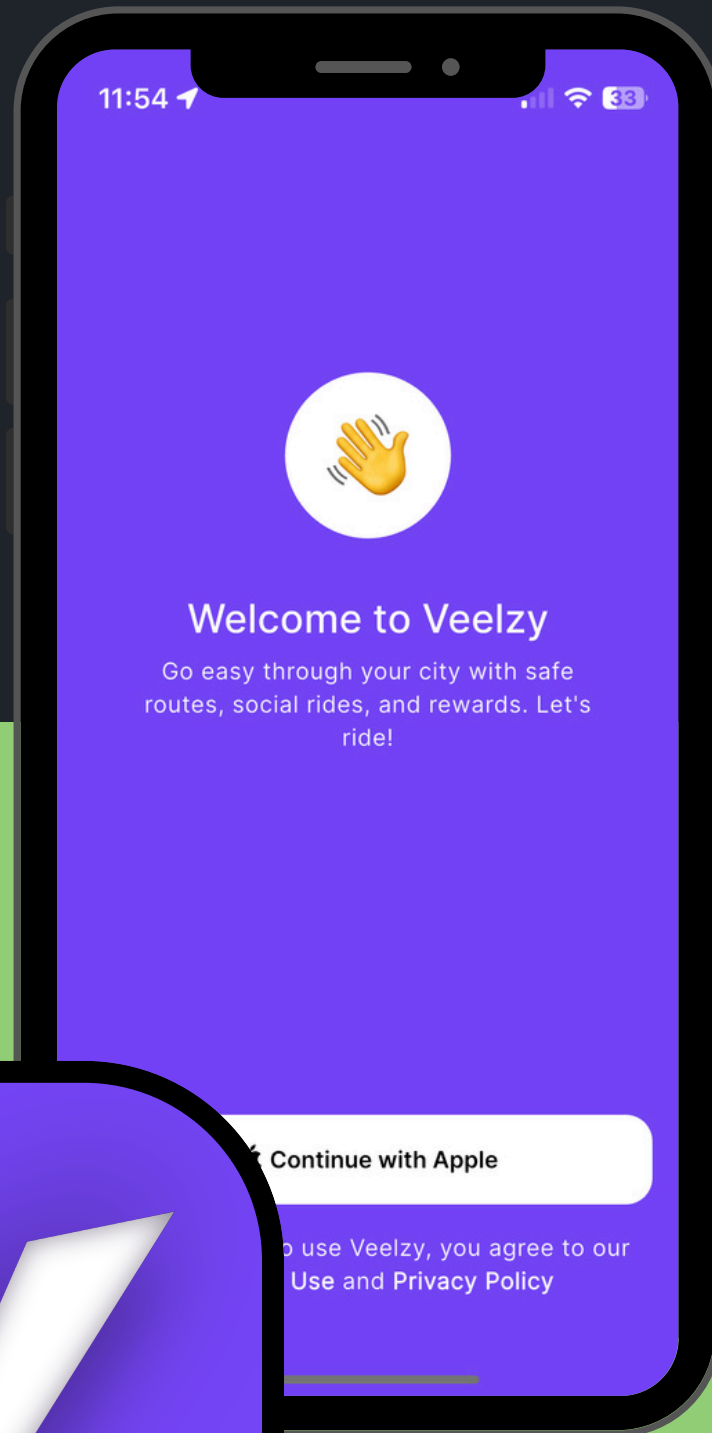 11:54
33
Welcome to Veelzy
Go easy through your city with safe
routes, social rides, and rewards. Let's
ride!
Continue with Apple
use Veelzy, you agree to our
Use and Privacy Policy